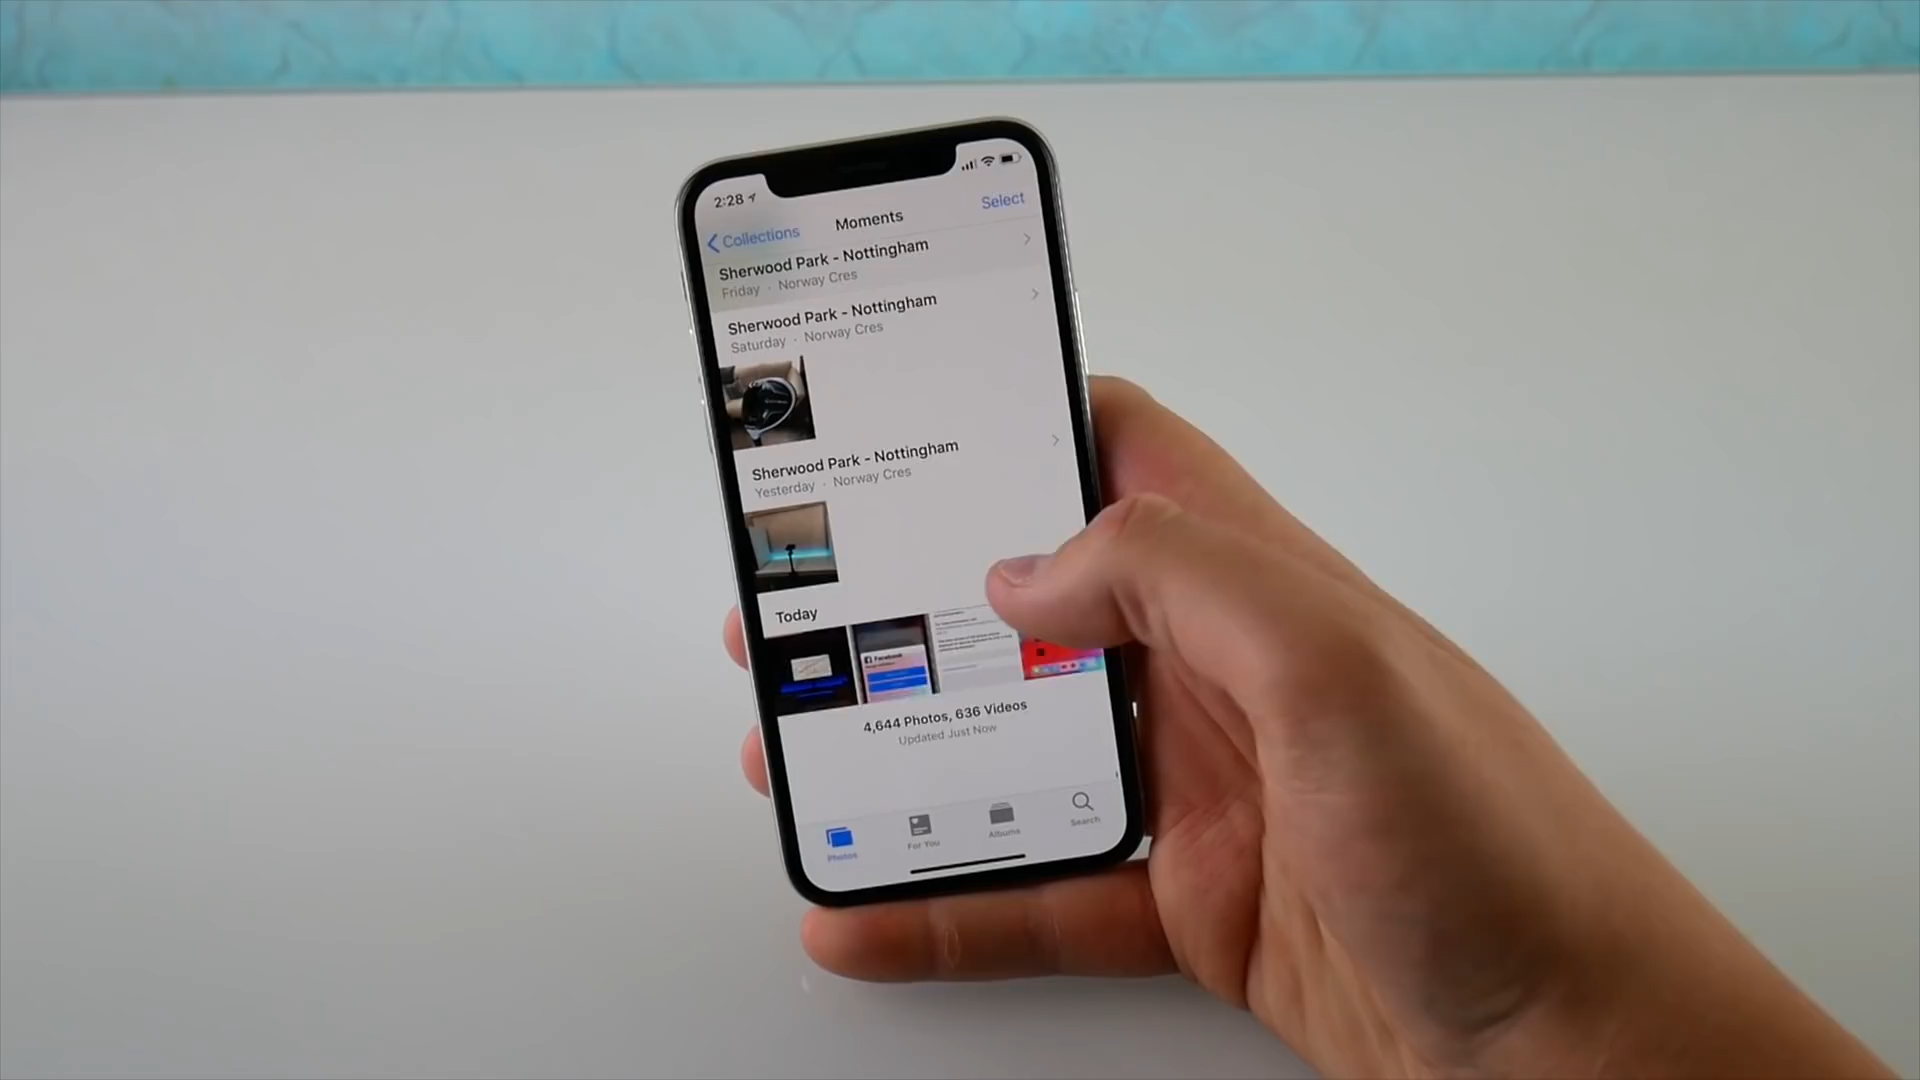 2:28
Collections
Moments
Select
Sherwood Park - Nottingham
Friday · Norway Cres
Sherwood Park - Nottingham
Saturday · Norway Cres
Sherwood Park - Nottingham
Yesterday · Norway Cres
Today
Facebook
4,644 Photos, 636 Videos
Updated Just Now
Photos
For You
Albums
Search